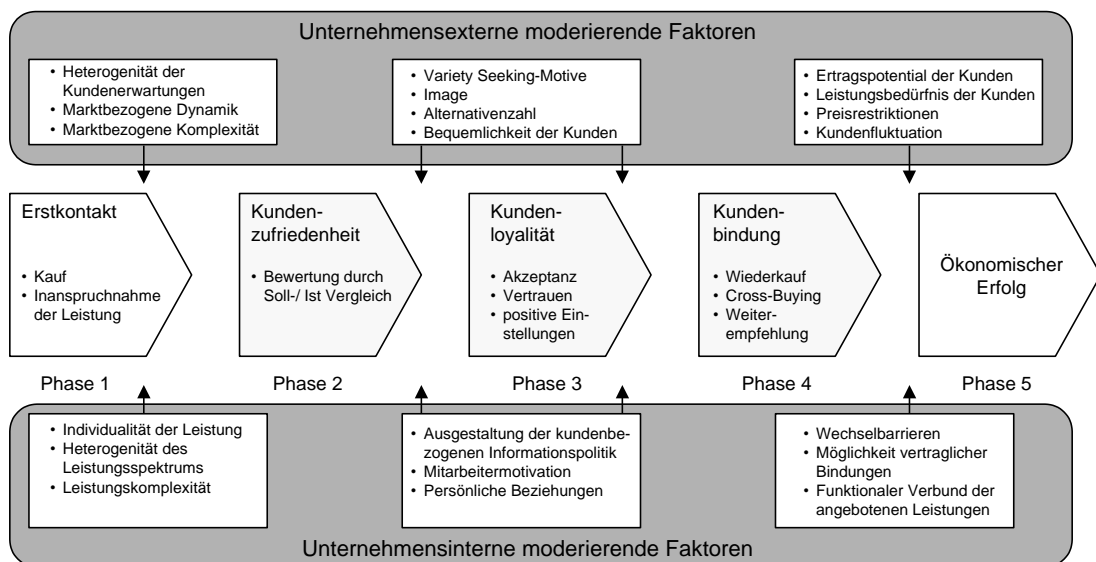 Unternehmensexterne moderierende Faktoren
• Heterogenität der
Kundenerwartungen
• Marktbezogene Dynamik
• Marktbezogene Komplexität
• Variety Seeking-Motive
• Image
• Alternativenzahl
• Bequemlichkeit der Kunden
• Ertragspotential der Kunden
• Leistungsbedürfnis der Kunden
• Preisrestriktionen
• Kundenfluktuation
Erstkontakt
• Kauf
• Inanspruchnahme
der Leistung
Kunden-
zufriedenheit
• Bewertung durch
Soll-/ Ist Vergleich
Kunden-
loyalität
• Akzeptanz
• Vertrauen
• positive Ein-
stellungen
Kunden-
bindung
• Wiederkauf
• Cross-Buying
• Weiter-
empfehlung
Ökonomischer
Erfolg
Phase 1
Phase 2
Phase 3
Phase 4
Phase 5
• Individualität der Leistung
• Heterogenität des
Leistungsspektrums
• Leistungskomplexität
• Ausgestaltung der kundenbe-
zogenen Informationspolitik
• Mitarbeitermotivation
• Persönliche Beziehungen
• Wechselbarrieren
• Möglichkeit vertraglicher
Bindungen
• Funktionaler Verbund der
angebotenen Leistungen
Unternehmensinterne moderierende Faktoren